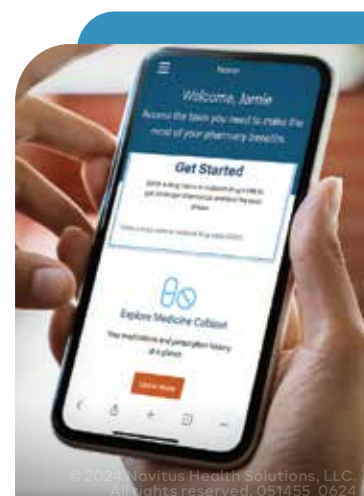 Home
Welcome, Jamie
Access the tools you need to make the
most of your pharmacy benefits.
Get Started
Explore Medicine Cabinet
Your medications and prescription history
at a glance.
Learn more
© 2024 Navitus Health Solutions, LLC.
All rights reserved. 051455_0624